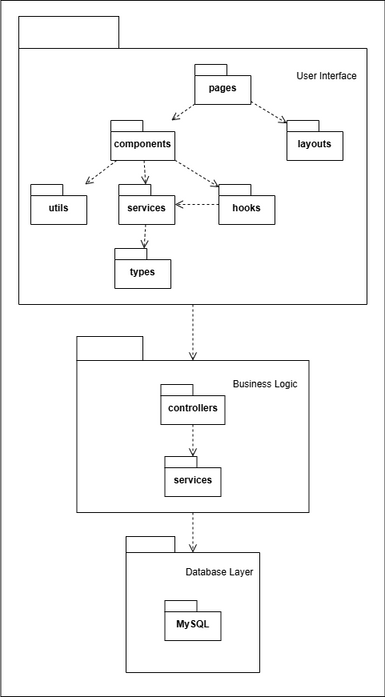 User Interface
pages
components
layouts
utils
services
hooks
types
Business Logic
controllers
services
Database Layer
MySQL